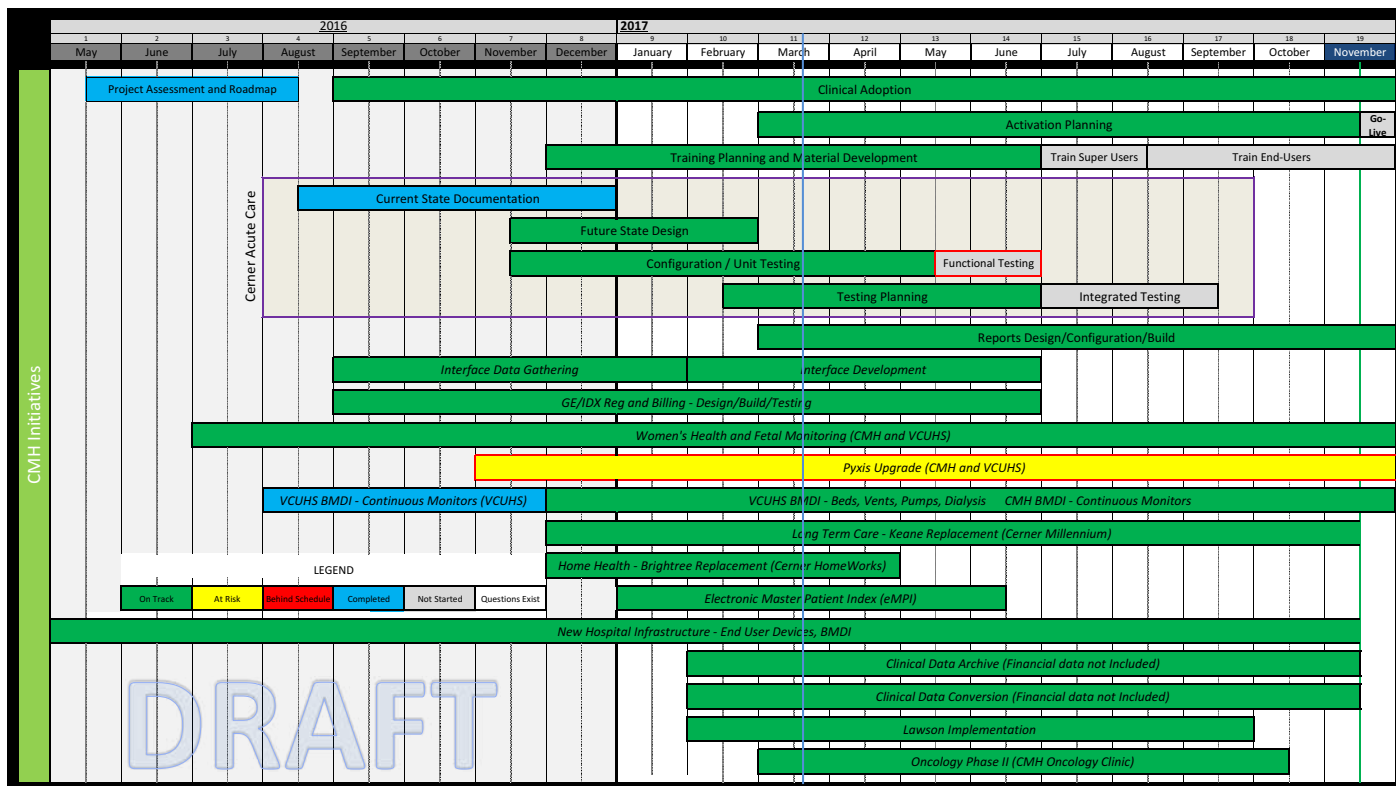 2016 2017
1 2 3 4 5 6 7 8 9 10 11 12 13 14 15 16 17 18 19
May June July August September October November December January February March April May June July August September October November
CMH Initiatives
Project Assessment and Roadmap Clinical Adoption
Activation Planning Go-
Live
Training Planning and Material Development Train Super Users Train End-Users
Cerner Acute Care
Current State Documentation
Future State Design
Configuration / Unit Testing Functional Testing
Testing Planning Integrated Testing
Reports Design/Configuration/Build
Interface Data Gathering Interface Development
GE/IDX Reg and Billing - Design/Build/Testing
Women's Health and Fetal Monitoring (CMH and VCUHS)
Pyxis Upgrade (CMH and VCUHS)
VCUHS BMDI - Continuous Monitors (VCUHS) VCUHS BMDI - Beds, Vents, Pumps, Dialysis CMH BMDI - Continuous Monitors
Long Term Care - Keane Replacement (Cerner Millennium)
Home Health - Brightree Replacement (Cerner HomeWorks)
LEGEND
On Track At Risk Behind Schedule Completed Not Started Questions Exist
Electronic Master Patient Index (eMPI)
New Hospital Infrastructure - End User Devices, BMDI
Clinical Data Archive (Financial data not Included)
Clinical Data Conversion (Financial data not Included)
Lawson Implementation
Oncology Phase II (CMH Oncology Clinic)
DRAFT